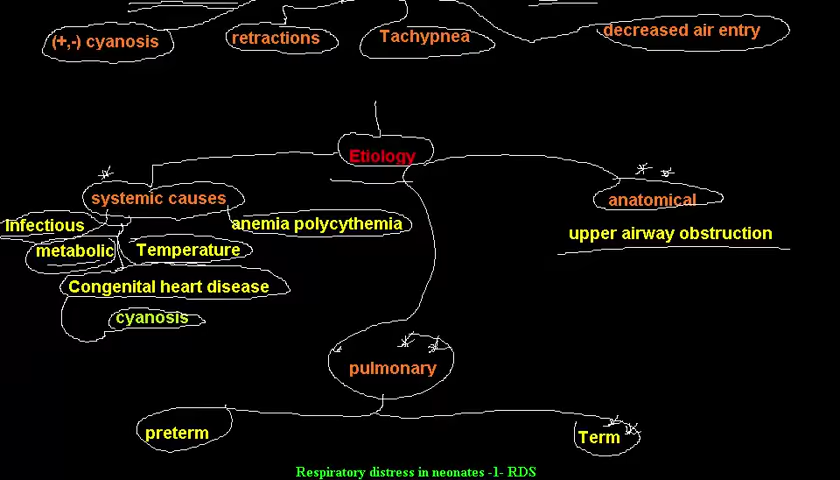 (+,-) cyanosis
retractions
Tachypnea
decreased air entry
Etiology
systemic causes
anatomical
Infectious
anemia polycythemia
upper airway obstruction
metabolic
Temperature
Congenital heart disease
cyanosis
pulmonary
preterm
Term
Respiratory distress in neonates -1- RDS